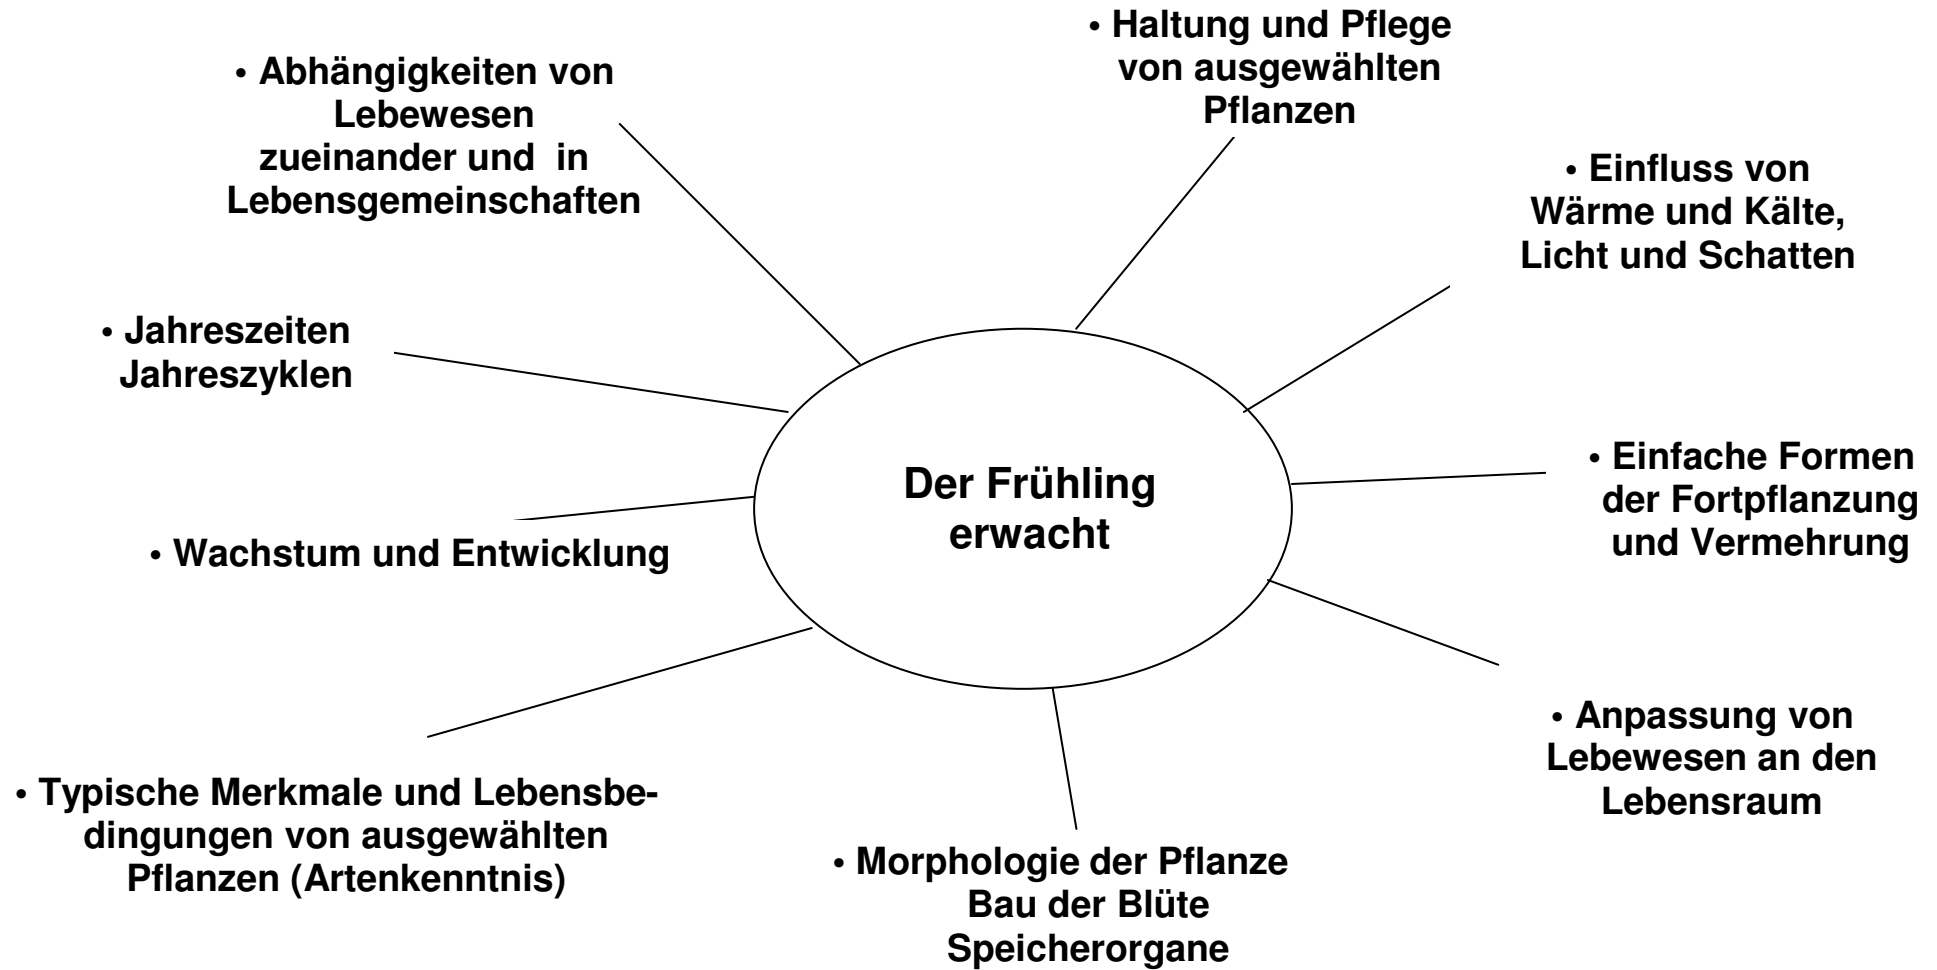 • Haltung und Pflege
von ausgewählten
Pflanzen
• Abhängigkeiten von
Lebewesen
zueinander und in
Lebensgemeinschaften
• Einfluss von
Wärme und Kälte,
Licht und Schatten
• Jahreszeiten
Jahreszyklen
Der Frühling
erwacht
• Einfache Formen
der Fortpflanzung
und Vermehrung
• Wachstum und Entwicklung
• Anpassung von
Lebewesen an den
Lebensraum
• Typische Merkmale und Lebensbe-
dingungen von ausgewählten
Pflanzen (Artenkenntnis)
• Morphologie der Pflanze
Bau der Blüte
Speicherorgane